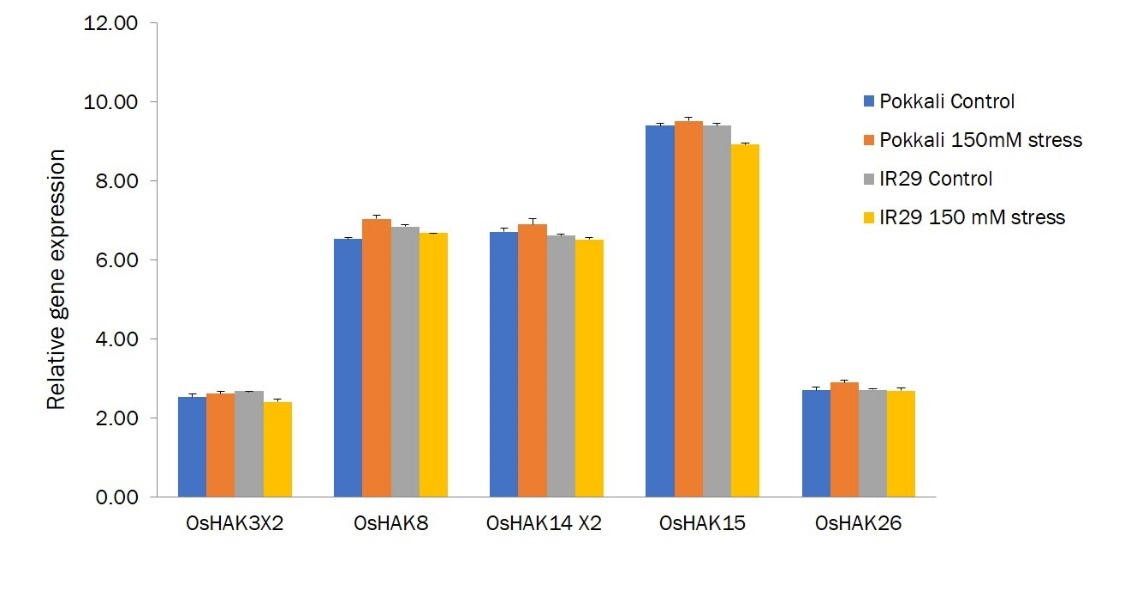 12.00
10.00
8.00
6.00
4.00
2.00
0.00
Relative gene expression
OsHAK3X2
OsHAK8
OsHAK14 X2
OsHAK15
OsHAK26
Pokkali Control
Pokkali 150mM stress
IR29 Control
IR29 150 mM stress